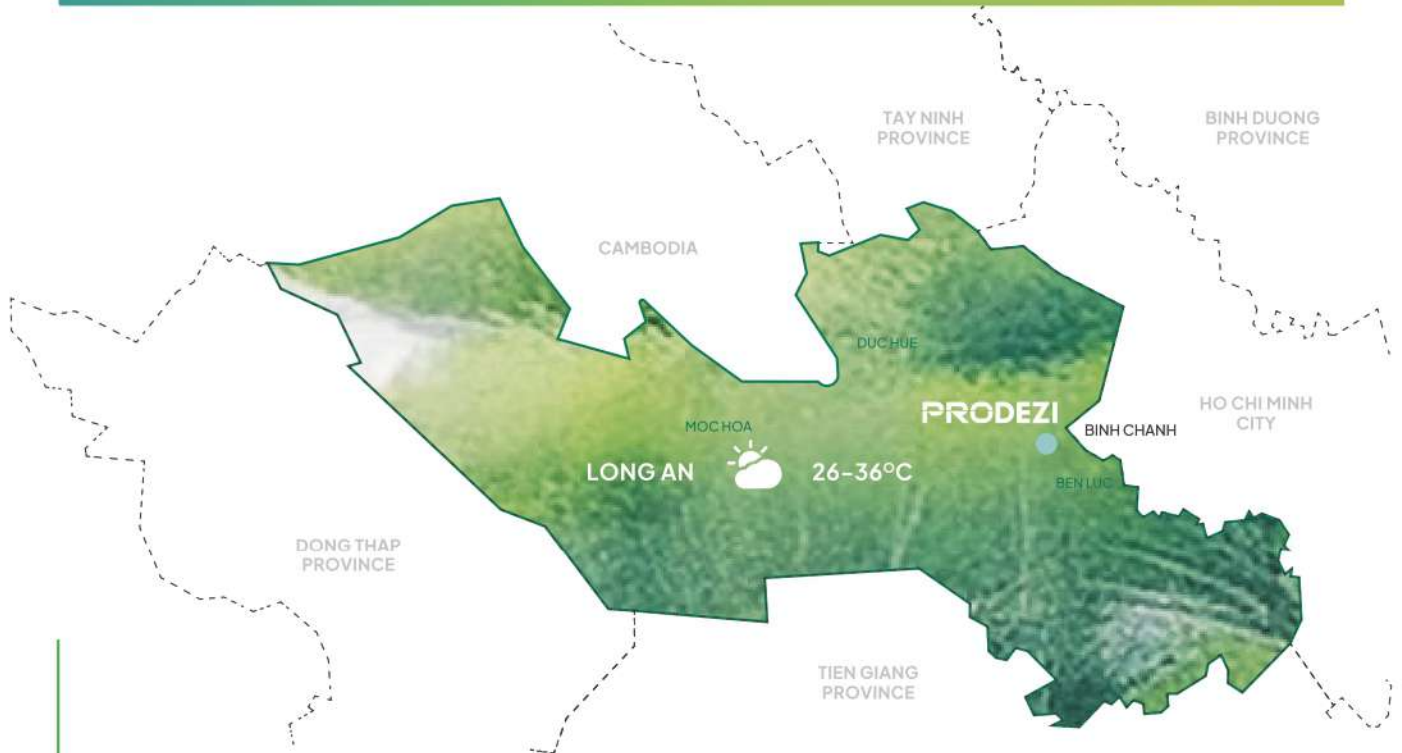 TAY NINH
PROVINCE
BINH DUONG
PROVINCE
CAMBODIA
DUC HUE
PRODEZI
HO CHI MINH
CITY
MOC HOA
BINH CHANH
LONG AN
26-36°C
BEN LUC
DONG THAP
PROVINCE
TIEN GIANG
PROVINCE